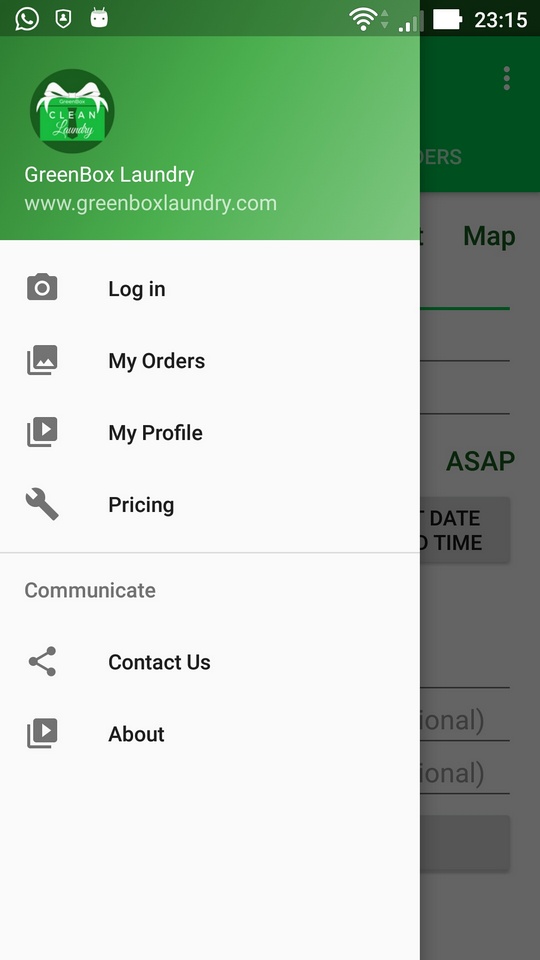 23:15
GreenBox
CLEAN
Laundry
GreenBox Laundry
www.greenboxlaundry.com
DERS
t Map
Log in
My Orders
My Profile
ASAP
Pricing
T DATE
D TIME
Communicate
Contact Us
ional)
About
ional)